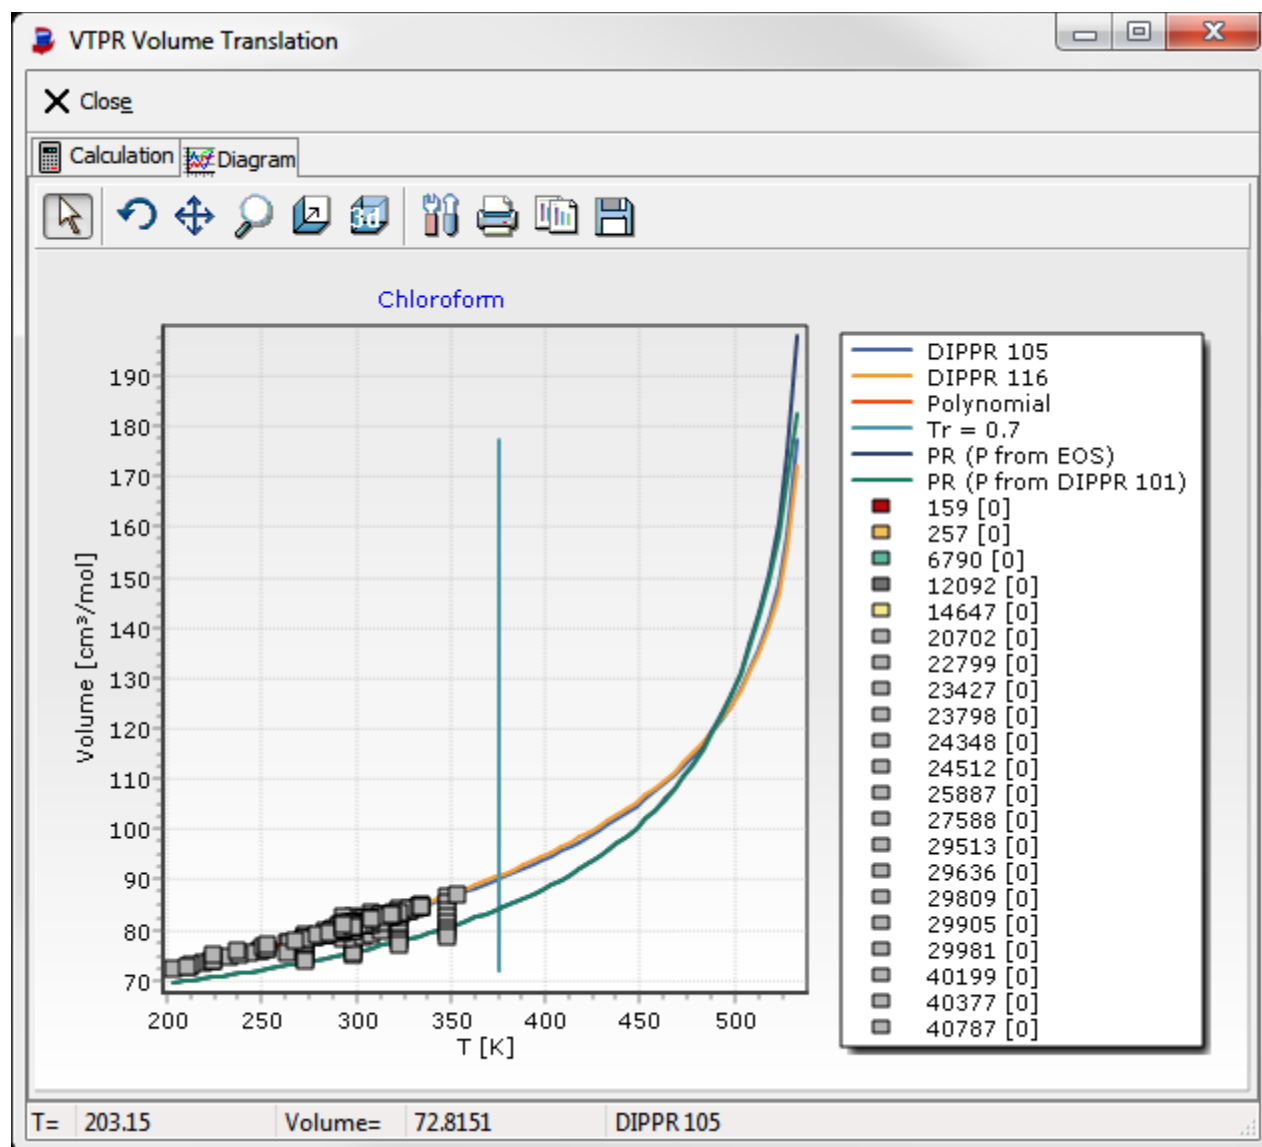 VTPR Volume Translation
Close
Calculation Diagram
3d
Chloroform
190
180
170
160
150
140
130
120
110
100
90
80
70
Volume [cm³/mol]
200 250 300 350 400 450 500
T [K]
DIPPR 105
DIPPR 116
Polynomial
Tr = 0.7
PR (P from EOS)
PR (P from DIPPR 101)
159 [0]
257 [0]
6790 [0]
12092 [0]
14647 [0]
20702 [0]
22799 [0]
23427 [0]
23798 [0]
24348 [0]
24512 [0]
25887 [0]
27588 [0]
29513 [0]
29636 [0]
29809 [0]
29905 [0]
29981 [0]
40199 [0]
40377 [0]
40787 [0]
T= 203.15 Volume= 72.8151 DIPPR 105